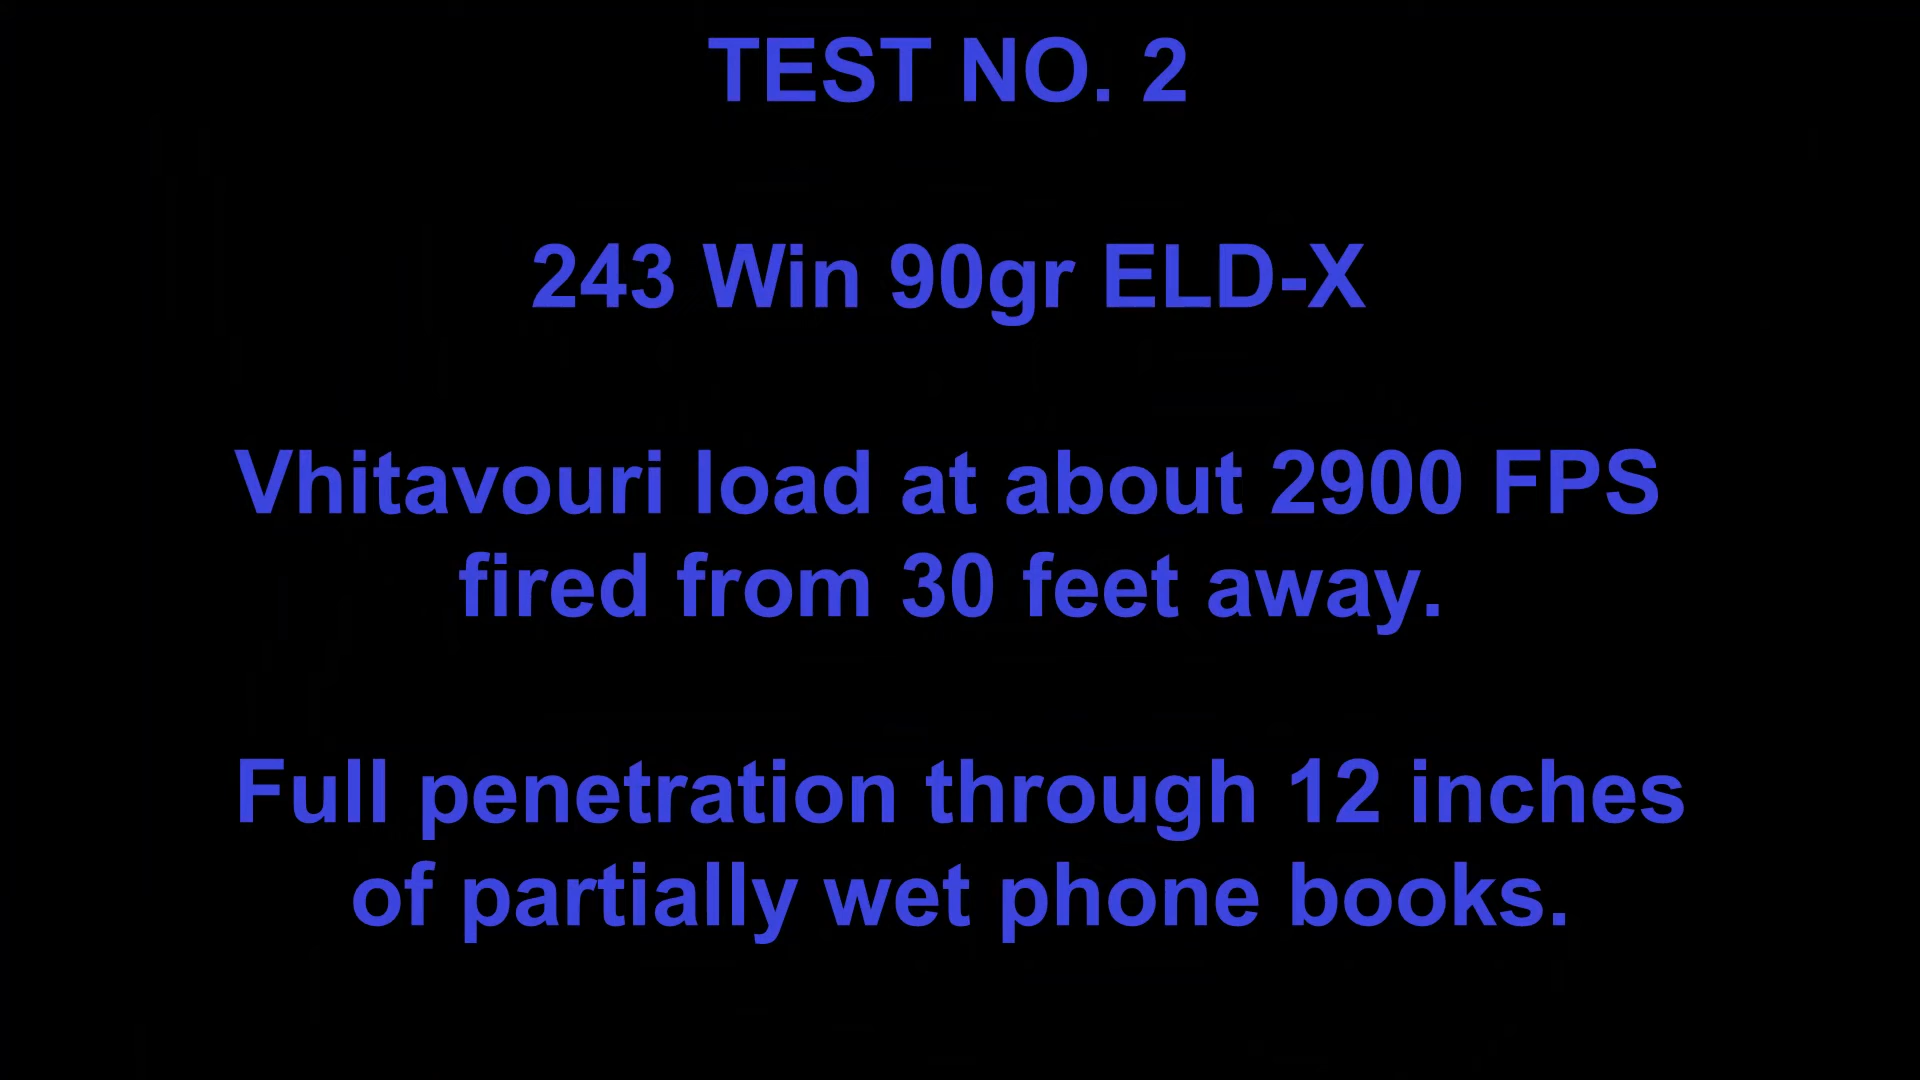 TEST NO. 2
243 Win 90gr ELD-X
Vhitavouri load at about 2900 FPS
fired from 30 feet away.
Full penetration through 12 inches
of partially wet phone books.